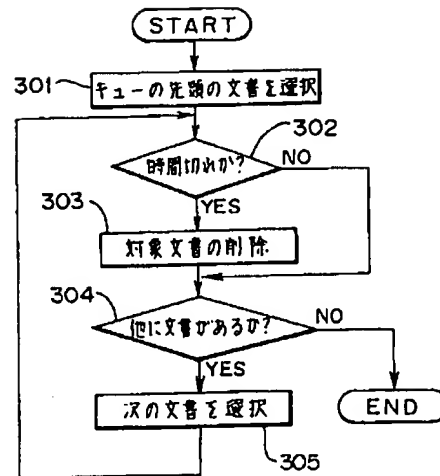 START
301
キューの先頭の文書を選択
302
時間切れか?
NO
YES
303
対象文書の削除
304
他に文書があるか?
NO
YES
次の文書を選択
END
305